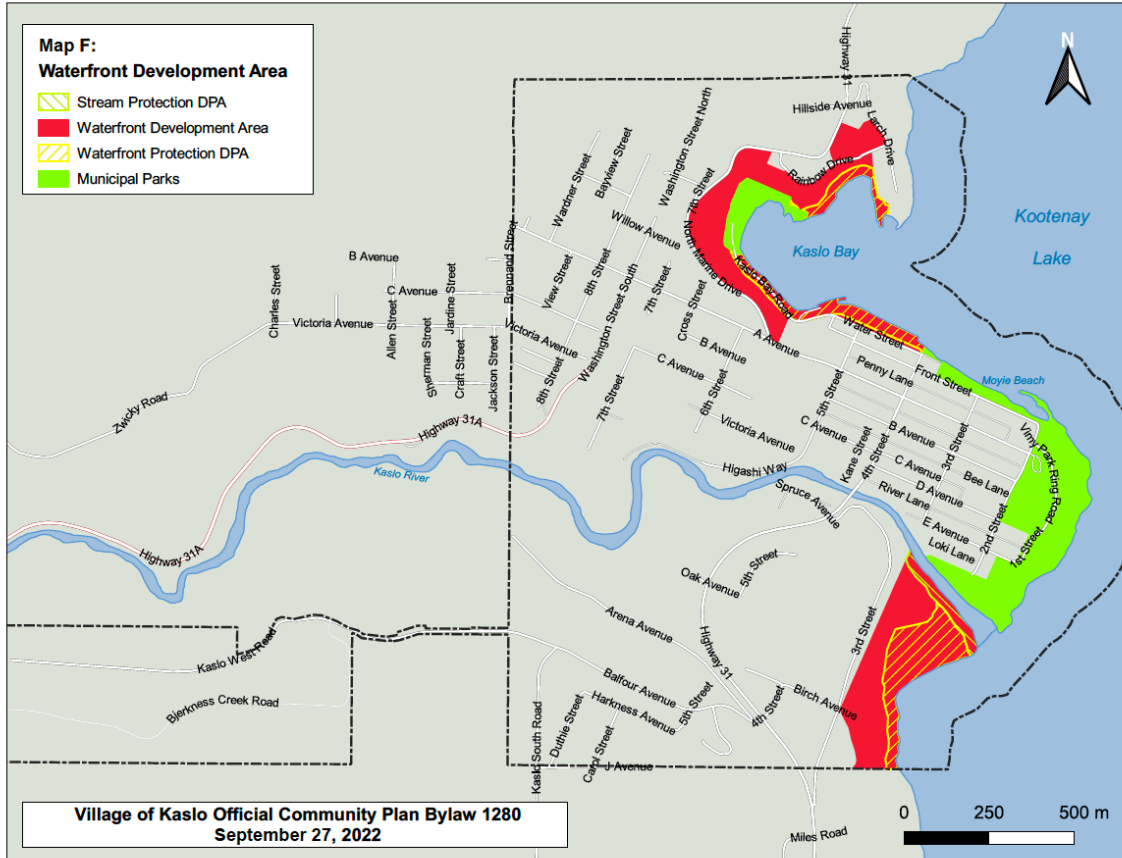 Map F:
Waterfront Development Area
Stream Protection DPA
Waterfront Development Area
Waterfront Protection DPA
Municipal Parks
N
Highway 31
Hillside Avenue
Larch Drive
Rainbow Drive
Washington Street North
7th Street
Bayview Street
Wardner Street
Willow Avenue
North Marine Drive
Kaslo Bay Road
Kaslo Bay
Kootenay
Lake
B Avenue
C Avenue
Charles Street
Victoria Avenue
Allen Street
Jardine Street
Sherman Street
Craft Street
Jackson Street
Brennand Street
View Street
8th Street
Victoria Avenue
8th Street
Washington Street South
7th Street
Cross Street
B Avenue
A Avenue
C Avenue
7th Street
6th Street
Water Street
Penny Lane
Front Street
Moyie Beach
5th Street
Victoria Avenue
C Avenue
B Avenue
Kane Street
4th Street
C Avenue
3rd Street
D Avenue
Bee Lane
River Lane
E Avenue
Loki Lane
2nd Street
1st Street
Vimy Park Ring Road
Zwicky Road
Highway 31A
Kaslo River
Higashi Way
Spruce Avenue
Highway 31A
5th Street
Oak Avenue
Arena Avenue
Highway 31
3rd Street
Kaslo West Road
Bjerkness Creek Road
Balfour Avenue
Birch Avenue
4th Street
5th Street
Harkness Avenue
Duthie Street
Carol Street
Kaslo South Road
J Avenue
Miles Road
Village of Kaslo Official Community Plan Bylaw 1280
September 27, 2022
0 250 500 m